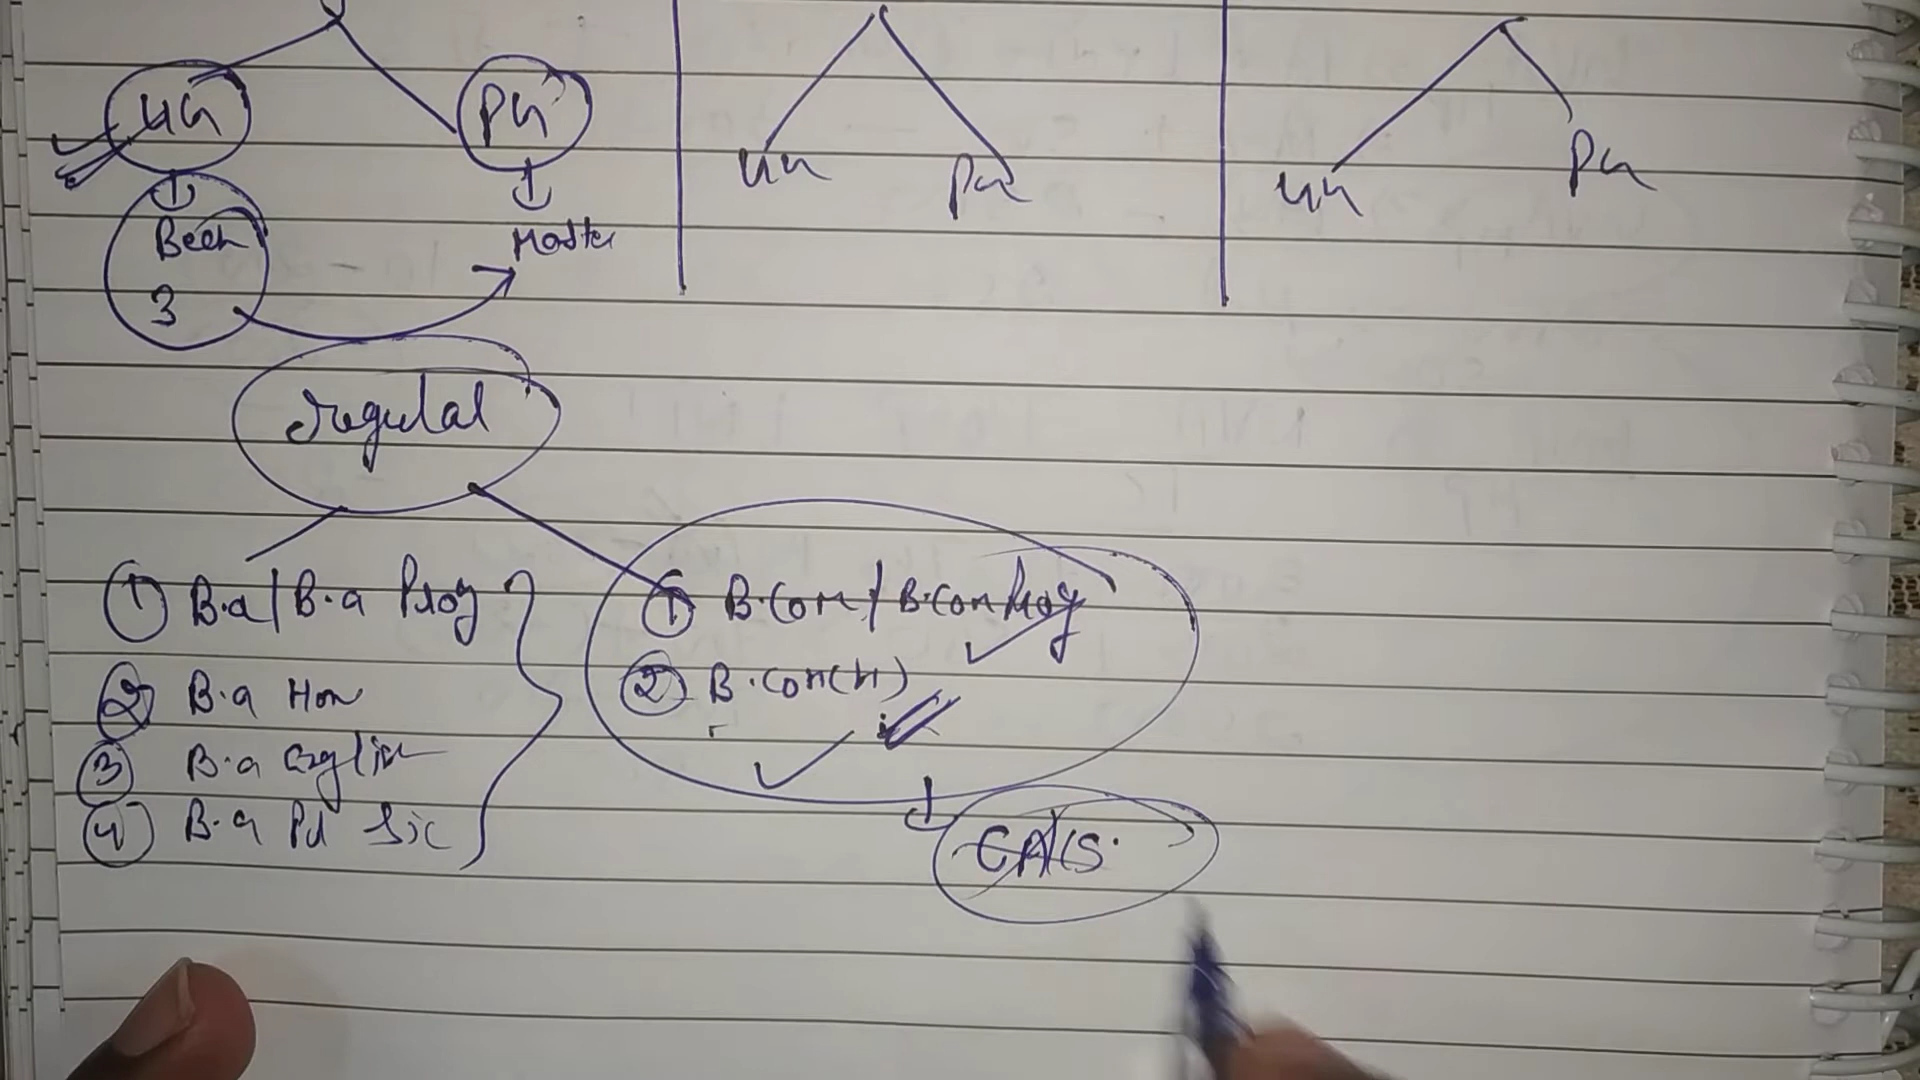 UG PG
UG PG
UG PG
Bech Master
3
regular
① B.a/B.a Prog
② B.a Hon
③ B.a English
④ B.a Pol Sic
① B.Com/B.Com Prog
② B.Com(H)
CA/CS.